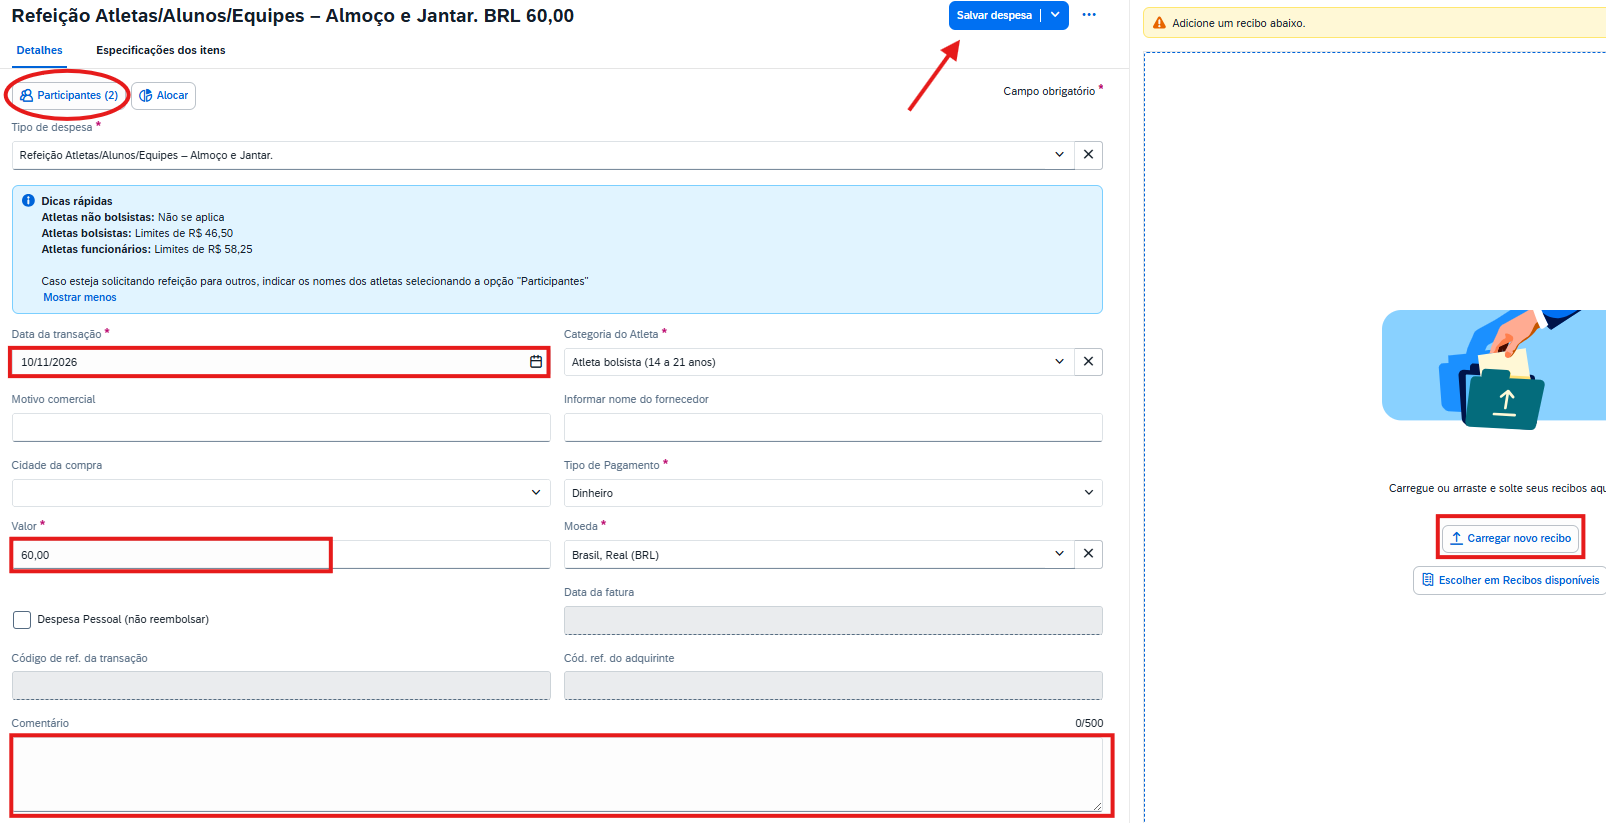 Refeição Atletas/Alunos/Equipes – Almoço e Jantar. BRL 60,00
Salvar despesa
Detalhes
Especificações dos itens
Participantes (2)
Alocar
Campo obrigatório *
Tipo de despesa *
Refeição Atletas/Alunos/Equipes – Almoço e Jantar.
Dicas rápidas
Atletas não bolsistas: Não se aplica
Atletas bolsistas: Limites de R$ 46,50
Atletas funcionários: Limites de R$ 58,25
Caso esteja solicitando refeição para outros, indicar os nomes dos atletas selecionando a opção "Participantes"
Mostrar menos
Data da transação *
10/11/2026
Categoria do Atleta *
Atleta bolsista (14 a 21 anos)
Motivo comercial
Informar nome do fornecedor
Cidade da compra
Tipo de Pagamento *
Dinheiro
Valor *
60,00
Moeda *
Brasil, Real (BRL)
Despesa Pessoal (não reembolsar)
Data da fatura
Código de ref. da transação
Cód. ref. do adquirinte
Comentário
0/500
Adicione um recibo abaixo.
Carregue ou arraste e solte seus recibos aqu
Carregar novo recibo
Escolher em Recibos disponíveis